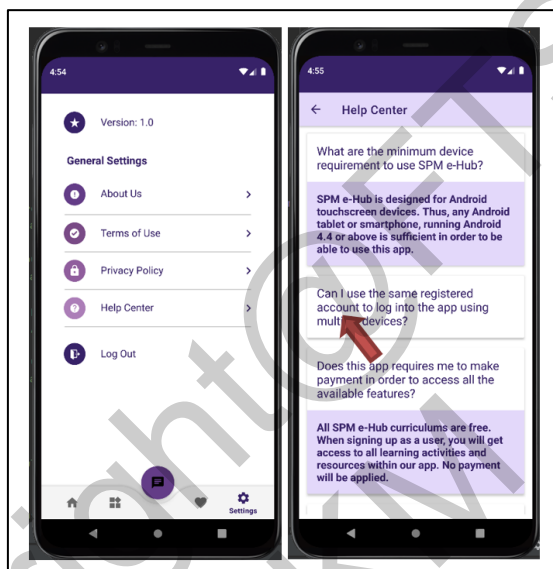 4:54
Version: 1.0
General Settings
About Us
Terms of Use
Privacy Policy
Help Center
Log Out
Settings
4:55
Help Center
What are the minimum device
requirement to use SPM e-Hub?
SPM e-Hub is designed for Android
touchscreen devices. Thus, any Android
tablet or smartphone, running Android
4.4 or above is sufficient in order to be
able to use this app.
Can I use the same registered
account to log into the app using
devices?
Does this app requires me to make
payment in order to access all the
available features?
All SPM e-Hub curriculums are free.
When signing up as a user, you will get
access to all learning activities and
resources within our app. No payment
will be applied.